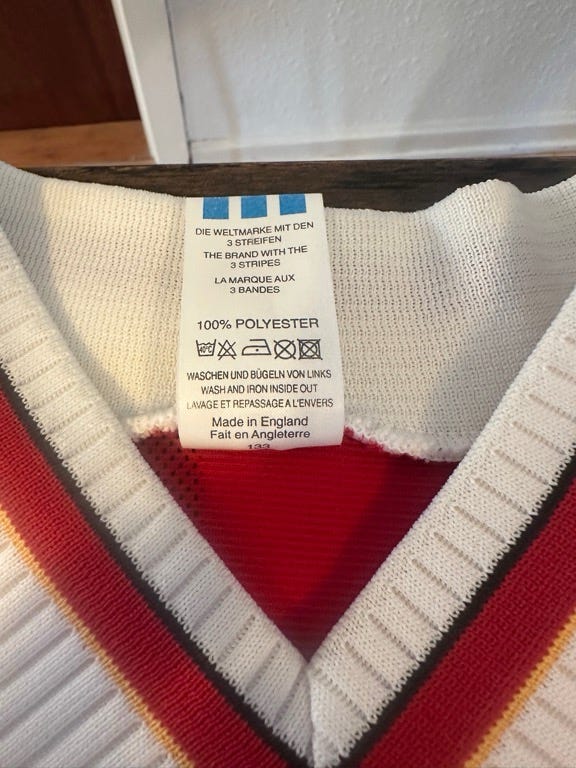 DIE WELTMARKE MIT DEN
3 STREIFEN
THE BRAND WITH THE
3 STRIPES
LA MARQUE AUX
3 BANDES
100% POLYESTER
40°C
WASCHEN UND BÜGELN VON LINKS
WASH AND IRON INSIDE OUT
LAVAGE ET REPASSAGE A L'ENVERS
Made in England
Fait en Angleterre
133